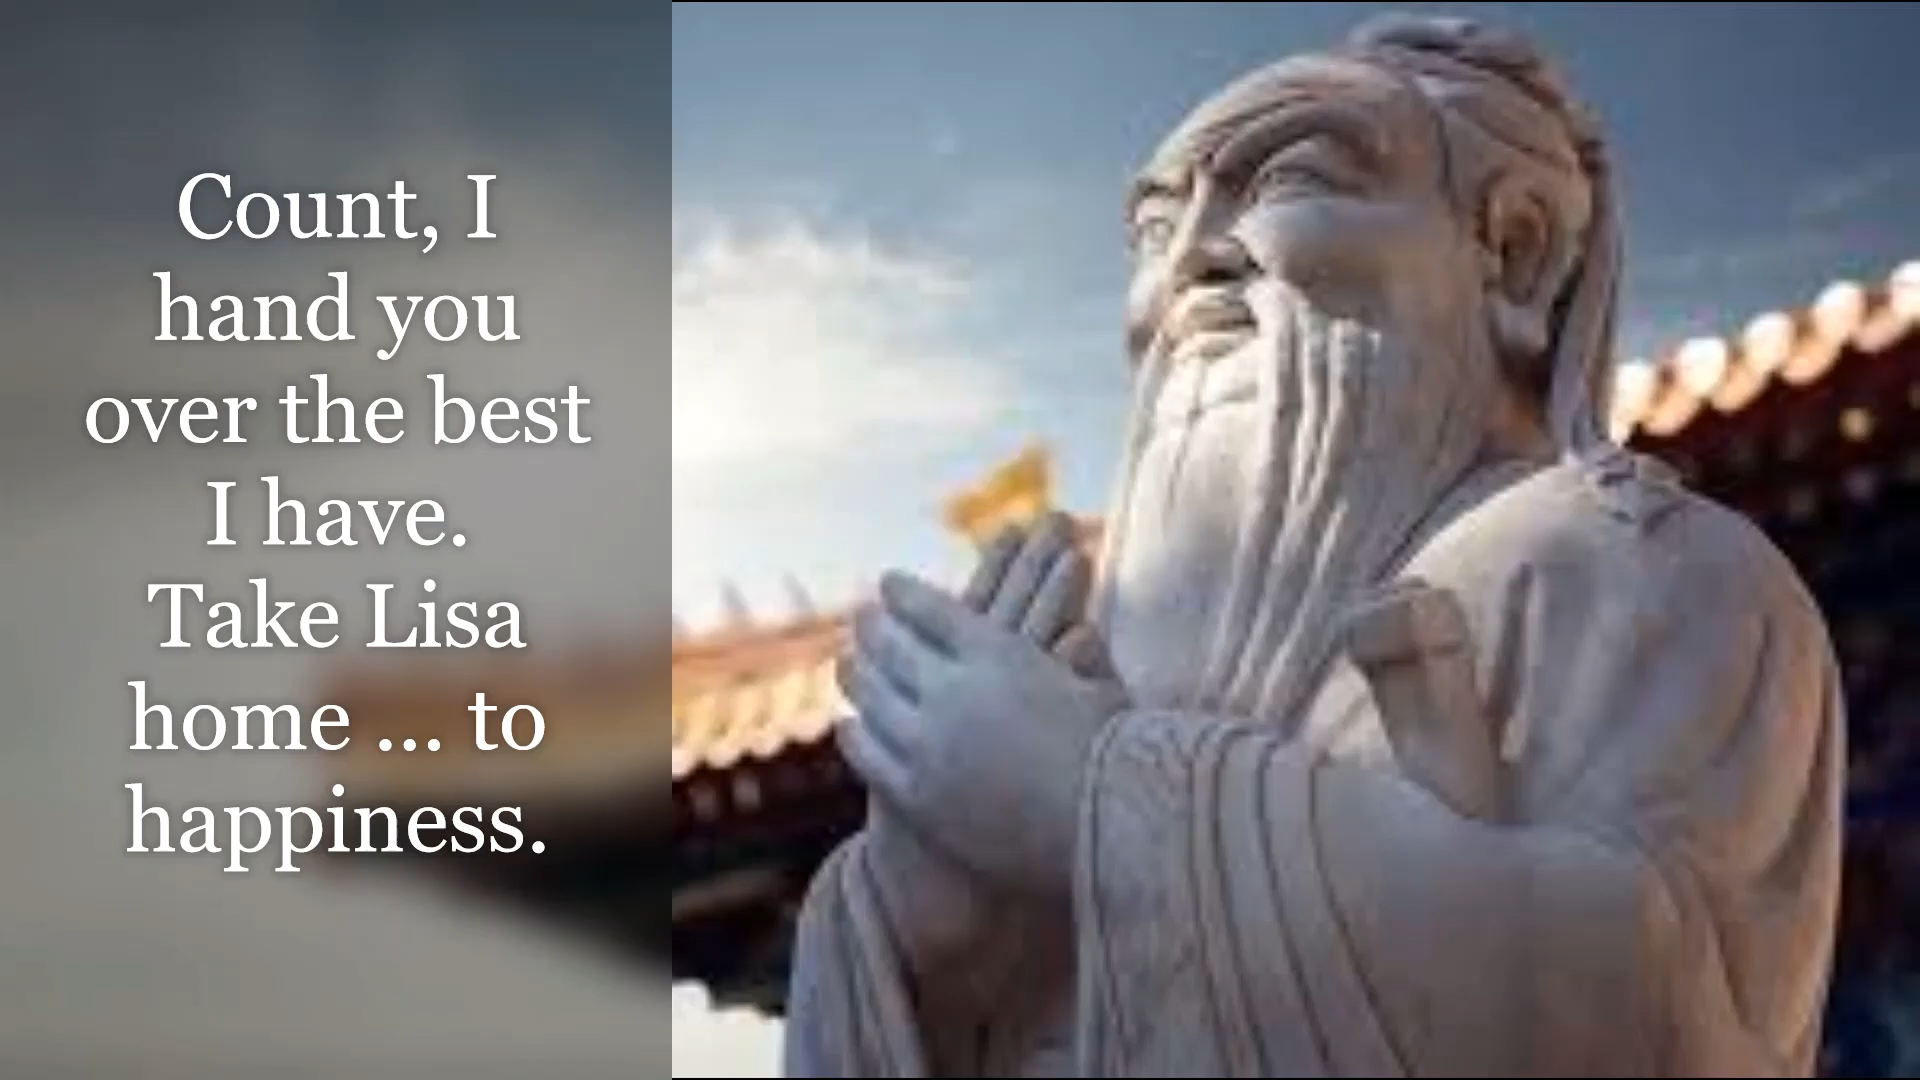 Count, I
hand you
over the best
I have.
Take Lisa
home ... to
happiness.